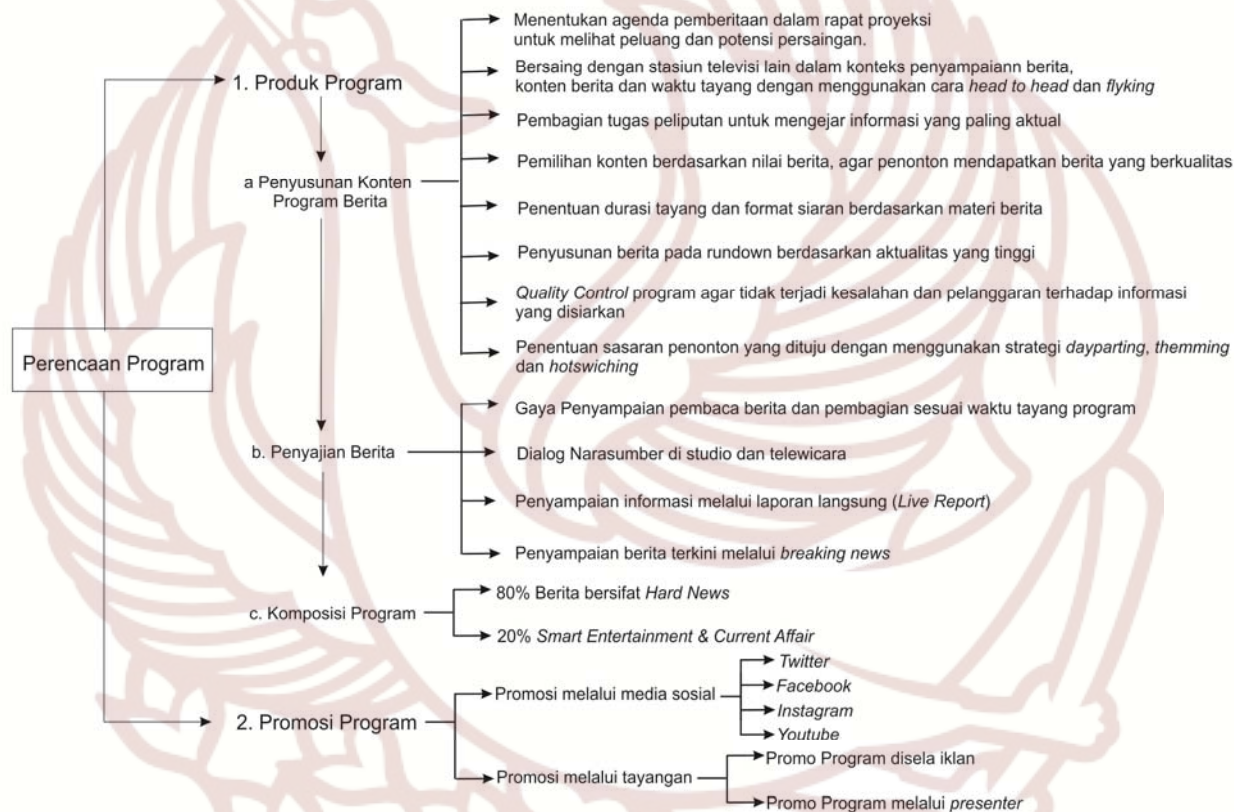 Menentukan agenda pemberitaan dalam rapat proyeksi
untuk melihat peluang dan potensi persaingan.
1. Produk Program
Bersaing dengan stasiun televisi lain dalam konteks penyampaiann berita,
konten berita dan waktu tayang dengan menggunakan cara head to head dan flyking
Pembagian tugas peliputan untuk mengejar informasi yang paling aktual
Pemilihan konten berdasarkan nilai berita, agar penonton mendapatkan berita yang berkualitas
a Penyusunan Konten
Program Berita
Penentuan durasi tayang dan format siaran berdasarkan materi berita
Penyusunan berita pada rundown berdasarkan aktualitas yang tinggi
Quality Control program agar tidak terjadi kesalahan dan pelanggaran terhadap informasi
yang disiarkan
Perencaan Program
Penentuan sasaran penonton yang dituju dengan menggunakan strategi dayparting, themming
dan hotswiching
Gaya Penyampaian pembaca berita dan pembagian sesuai waktu tayang program
b. Penyajian Berita
Dialog Narasumber di studio dan telewicara
Penyampaian informasi melalui laporan langsung (Live Report)
Penyampaian berita terkini melalui breaking news
c. Komposisi Program
80% Berita bersifat Hard News
20% Smart Entertainment & Current Affair
2. Promosi Program
Promosi melalui media sosial
Twitter
Facebook
Instagram
Youtube
Promosi melalui tayangan
Promo Program disela iklan
Promo Program melalui presenter